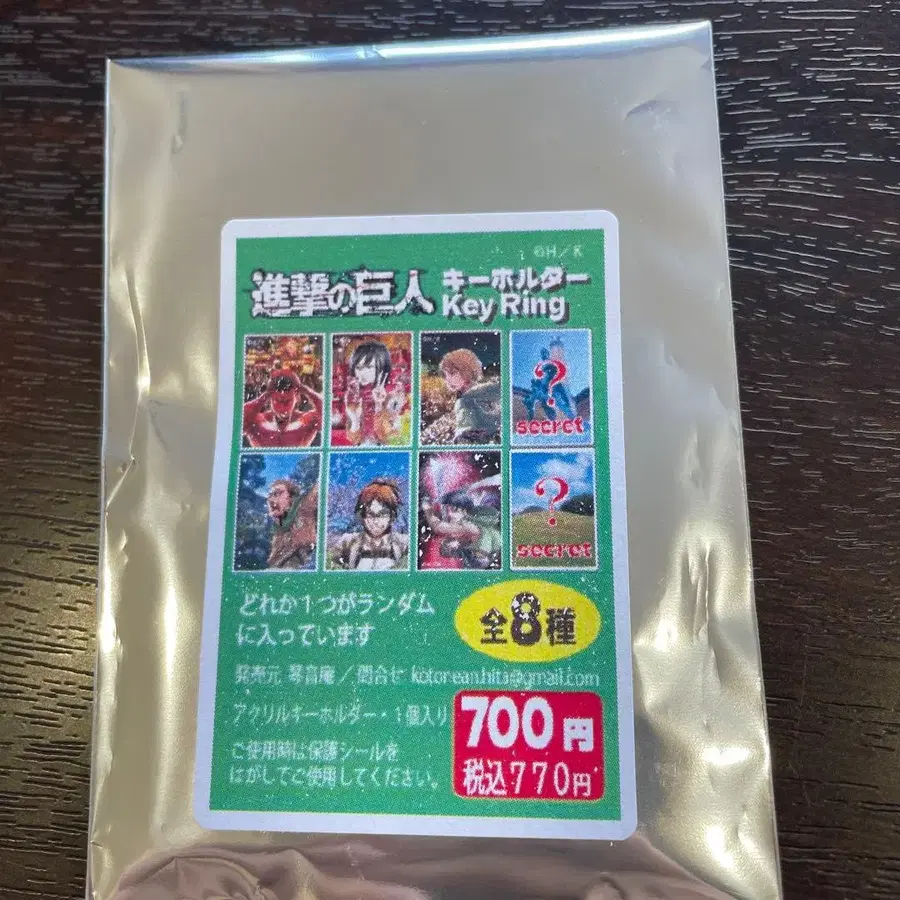 ©H/K
進撃の巨人 キーホルダー
Key Ring
secret
secret
どれか1つがランダム
に入っています
全8種
発売元 琴音庵/問合せ kotorean.hita@gmail.com
アクリルキーホルダー・1個入り
700円
税込770円
ご使用時は保護シールを
はがしてご使用してください。